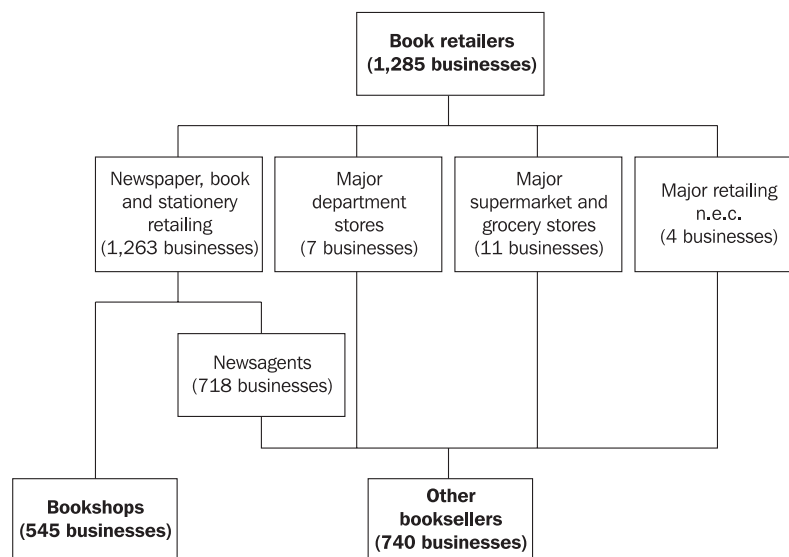 Book retailers
(1,285 businesses)
Newspaper, book
and stationery
retailing
(1,263 businesses)
Major
department
stores
(7 businesses)
Major
supermarket and
grocery stores
(11 businesses)
Major retailing
n.e.c.
(4 businesses)
Newsagents
(718 businesses)
Bookshops
(545 businesses)
Other
booksellers
(740 businesses)